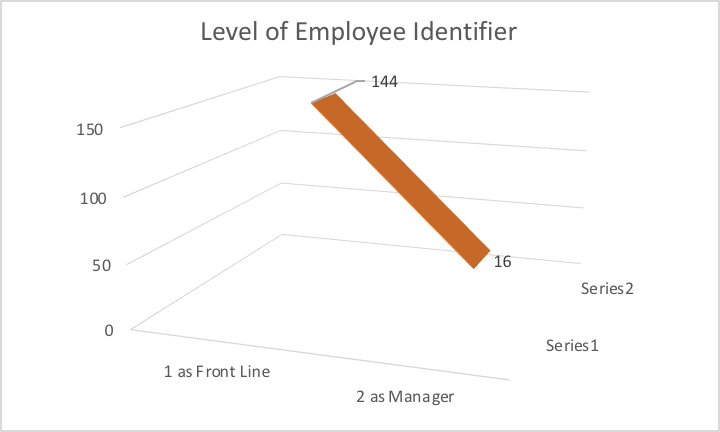 Level of Employee Identifier
144
150
100
50
0
16
Series2
Series1
1 as Front Line
2 as Manager